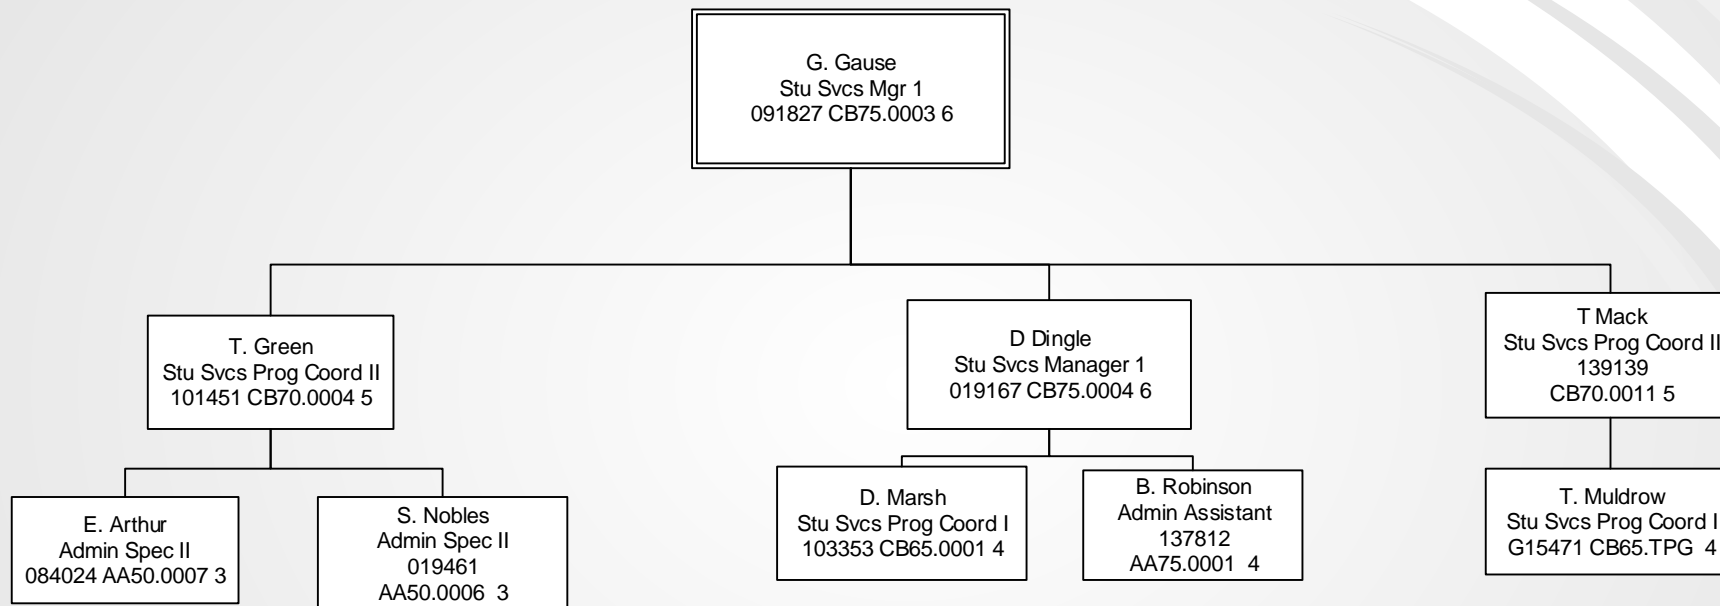 G. Gause
Stu Svcs Mgr 1
091827 CB75.0003 6
T. Green
Stu Svcs Prog Coord II
101451 CB70.0004 5
D Dingle
Stu Svcs Manager 1
019167 CB75.0004 6
T Mack
Stu Svcs Prog Coord II
139139
CB70.0011 5
E. Arthur
Admin Spec II
084024 AA50.0007 3
S. Nobles
Admin Spec II
019461
AA50.0006  3
D. Marsh
Stu Svcs Prog Coord I
103353 CB65.0001 4
B. Robinson
Admin Assistant
137812
AA75.0001  4
T. Muldrow
Stu Svcs Prog Coord I
G15471 CB65.TPG  4